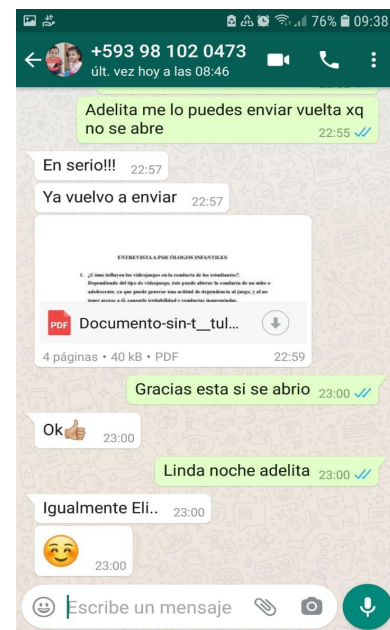 76% 09:38
+593 98 102 0473
últ. vez hoy a las 08:46
Adelita me lo puedes enviar vuelta xq
no se abre
22:55
En serio!!! 22:57
Ya vuelvo a enviar 22:57
ENTREVISTA A PSICÓLOGOS INFANTILES
1. ¿Cómo influyen los videojuegos en la conducta de los estudiantes?.
Dependiendo del tipo de videojuego, éste puede alterar la conducta de un niño o
adolescente, ya que puede generar una actitud de dependencia al juego, y al no
tener acceso a él, consigue irritabilidad y conductas inapropiadas.
PDF Documento-sin-t__tul...
4 páginas • 40 kB • PDF 22:59
Gracias esta si se abrio 23:00
Ok 23:00
Linda noche adelita 23:00
Igualmente Eli.. 23:00
23:00
Escribe un mensaje